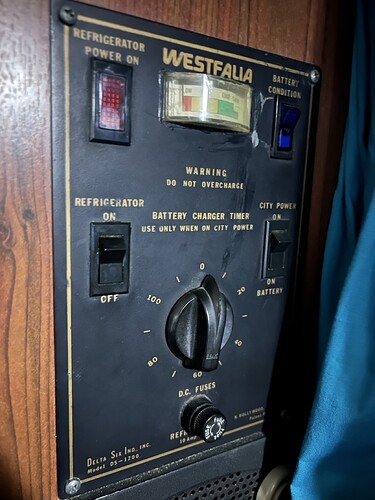 REFRIGERATOR
POWER ON
WESTFALIA
BATTERY
CONDITION
WARNING
DO NOT OVERCHARGE
REFRIGERATOR
ON
OFF
BATTERY CHARGER TIMER
USE ONLY WHEN ON CITY POWER
CITY POWER
ON
ON
BATTERY
0
20
40
60
80
100
D.C. FUSES
DELTA SIX IND., INC.
Model DS-1200
10 AMP